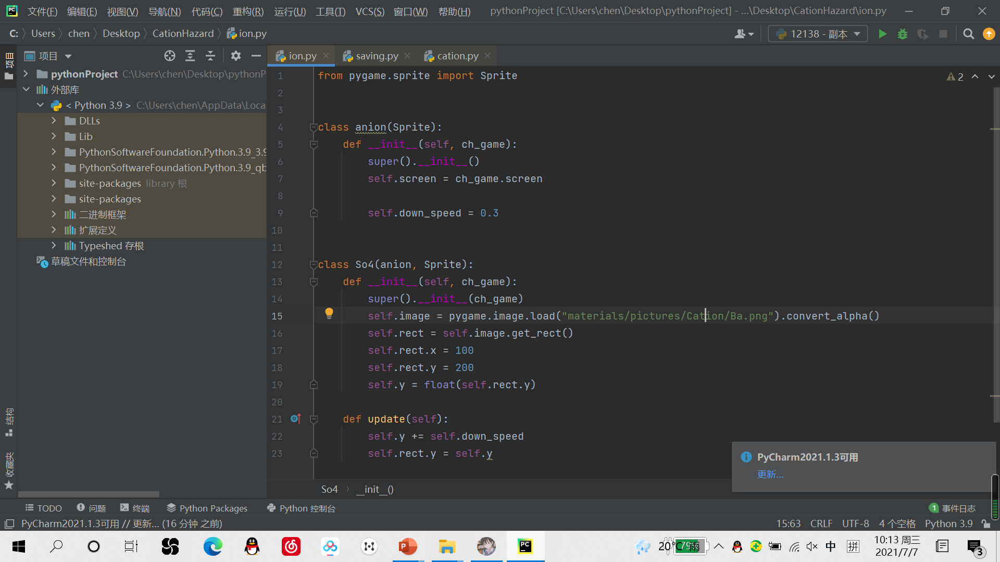 文件(F) 编辑(E) 视图(V) 导航(N) 代码(C) 重构(R) 运行(U) 工具(T) VCS(S) 窗口(W) 帮助(H) pythonProject [C:\Users\chen\Desktop\pythonProject] - ...\Desktop\CationHazard\ion.py
C: Users chen Desktop CationHazard ion.py 12138 - 副本
项目
项目
ion.py saving.py cation.py
pythonProject C:\Users\chen\Desktop\pythonP
外部库
< Python 3.9 > C:\Users\chen\AppData\Loca
DLLs
Lib
PythonSoftwareFoundation.Python.3.9_3.9
PythonSoftwareFoundation.Python.3.9_qb
site-packages library 根
site-packages
二进制框架
扩展定义
Typeshed 存根
草稿文件和控制台
结构
收藏夹
2
1 from pygame.sprite import Sprite
2
3
4 class anion(Sprite):
5 def __init__(self, ch_game):
6 super().__init__()
7 self.screen = ch_game.screen
8
9 self.down_speed = 0.3
10
11
12 class So4(anion, Sprite):
13 def __init__(self, ch_game):
14 super().__init__(ch_game)
15 self.image = pygame.image.load("materials/pictures/Cation/Ba.png").convert_alpha()
16 self.rect = self.image.get_rect()
17 self.rect.x = 100
18 self.rect.y = 200
19 self.y = float(self.rect.y)
20
21 def update(self):
22 self.y += self.down_speed
23 self.rect.y = self.y
PyCharm2021.1.3可用
更新...
So4 __init__()
TODO 问题 终端 Python Packages Python 控制台 1 事件日志
PyCharm2021.1.3可用 // 更新... (16 分钟 之前) 15:63 CRLF UTF-8 4 个空格 Python 3.9
20°C 雨 中 拼 10:13 周三
2021/7/7 3